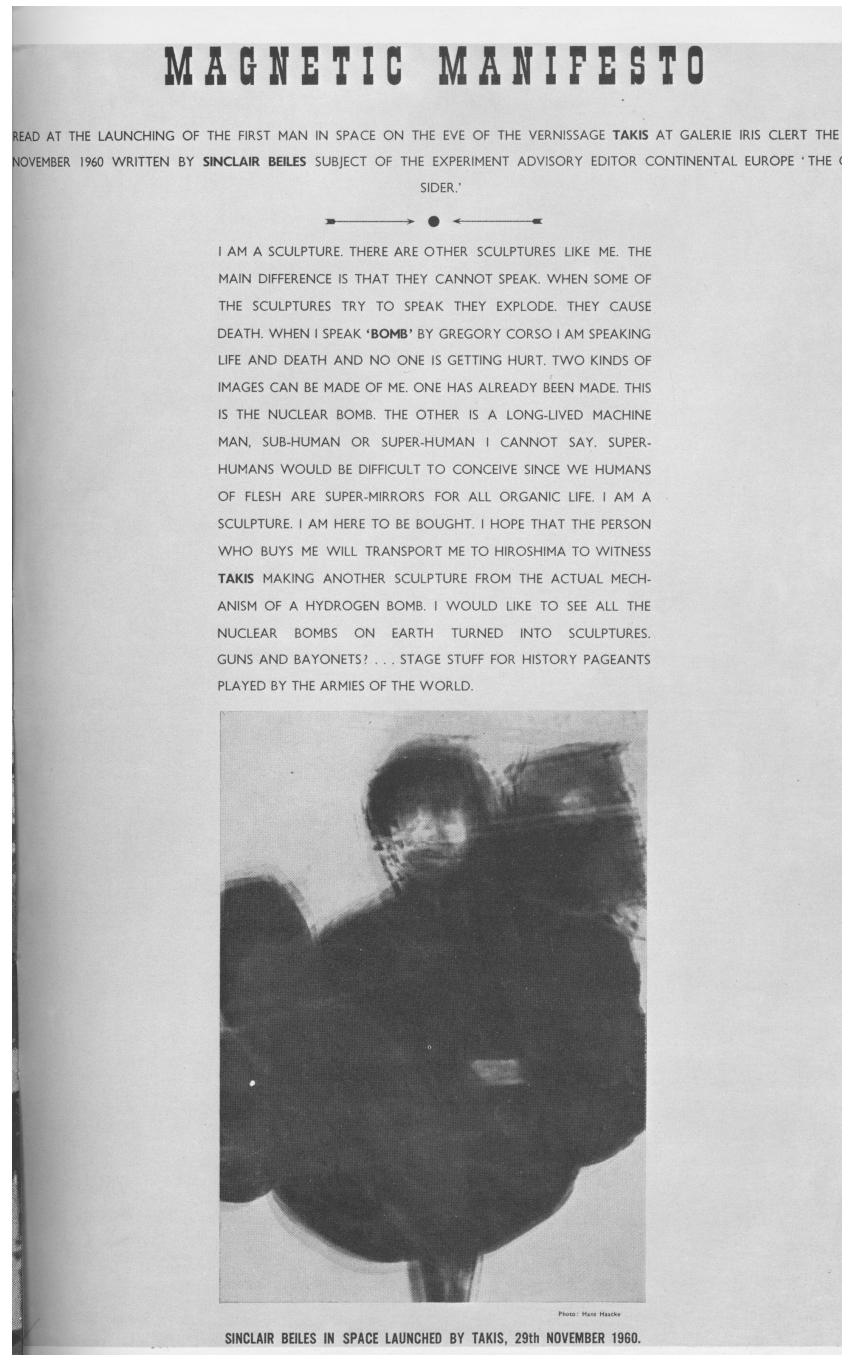 MAGNETIC MANIFESTO
READ AT THE LAUNCHING OF THE FIRST MAN IN SPACE ON THE EVE OF THE VERNISSAGE TAKIS AT GALERIE IRIS CLERT THE
NOVEMBER 1960 WRITTEN BY SINCLAIR BEILES SUBJECT OF THE EXPERIMENT ADVISORY EDITOR CONTINENTAL EUROPE ‘THE
SIDER.’
I AM A SCULPTURE. THERE ARE OTHER SCULPTURES LIKE ME. THE
MAIN DIFFERENCE IS THAT THEY CANNOT SPEAK. WHEN SOME OF
THE SCULPTURES TRY TO SPEAK THEY EXPLODE. THEY CAUSE
DEATH. WHEN I SPEAK ‘BOMB’ BY GREGORY CORSO I AM SPEAKING
LIFE AND DEATH AND NO ONE IS GETTING HURT. TWO KINDS OF
IMAGES CAN BE MADE OF ME. ONE HAS ALREADY BEEN MADE. THIS
IS THE NUCLEAR BOMB. THE OTHER IS A LONG-LIVED MACHINE
MAN, SUB-HUMAN OR SUPER-HUMAN I CANNOT SAY. SUPER-
HUMANS WOULD BE DIFFICULT TO CONCEIVE SINCE WE HUMANS
OF FLESH ARE SUPER-MIRRORS FOR ALL ORGANIC LIFE. I AM A
SCULPTURE. I AM HERE TO BE BOUGHT. I HOPE THAT THE PERSON
WHO BUYS ME WILL TRANSPORT ME TO HIROSHIMA TO WITNESS
TAKIS MAKING ANOTHER SCULPTURE FROM THE ACTUAL MECH-
ANISM OF A HYDROGEN BOMB. I WOULD LIKE TO SEE ALL THE
NUCLEAR BOMBS ON EARTH TURNED INTO SCULPTURES.
GUNS AND BAYONETS? . . . STAGE STUFF FOR HISTORY PAGEANTS
PLAYED BY THE ARMIES OF THE WORLD.
Photo: Hans Haacke
SINCLAIR BEILES IN SPACE LAUNCHED BY TAKIS, 29th NOVEMBER 1960.